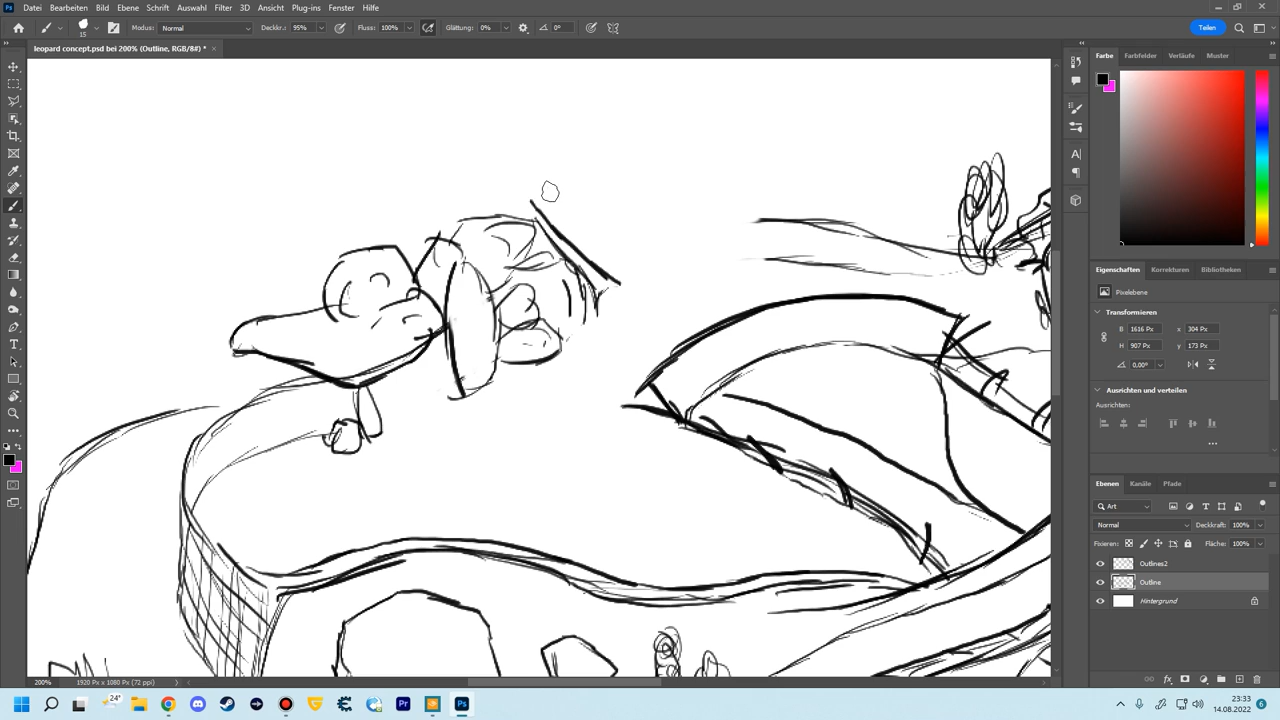 Datei Bearbeiten Bild Ebene Schrift Auswahl Filter 3D Ansicht Plug-ins Fenster Hilfe
15 Modus: Normal Deckkr.: 95% Fluss: 100% Glättung: 0% 0° Teilen
leopard concept.psd bei 200% (Outline, RGB/8#) * ×
Farbe Farbfelder Verläufe Muster
Eigenschaften Korrekturen Bibliotheken
Pixelebene
Transformieren
B 1616 Px x 304 Px
H 907 Px y 173 Px
0,00°
Ausrichten und verteilen
Ausrichten:
Ebenen Kanäle Pfade
Art
Normal Deckkraft: 100%
Fixieren: Fläche: 100%
Outlines2
Outline
Hintergrund
200% 1920 Px x 1080 Px (72 ppi)
24°
23:33
14.08.2022
6